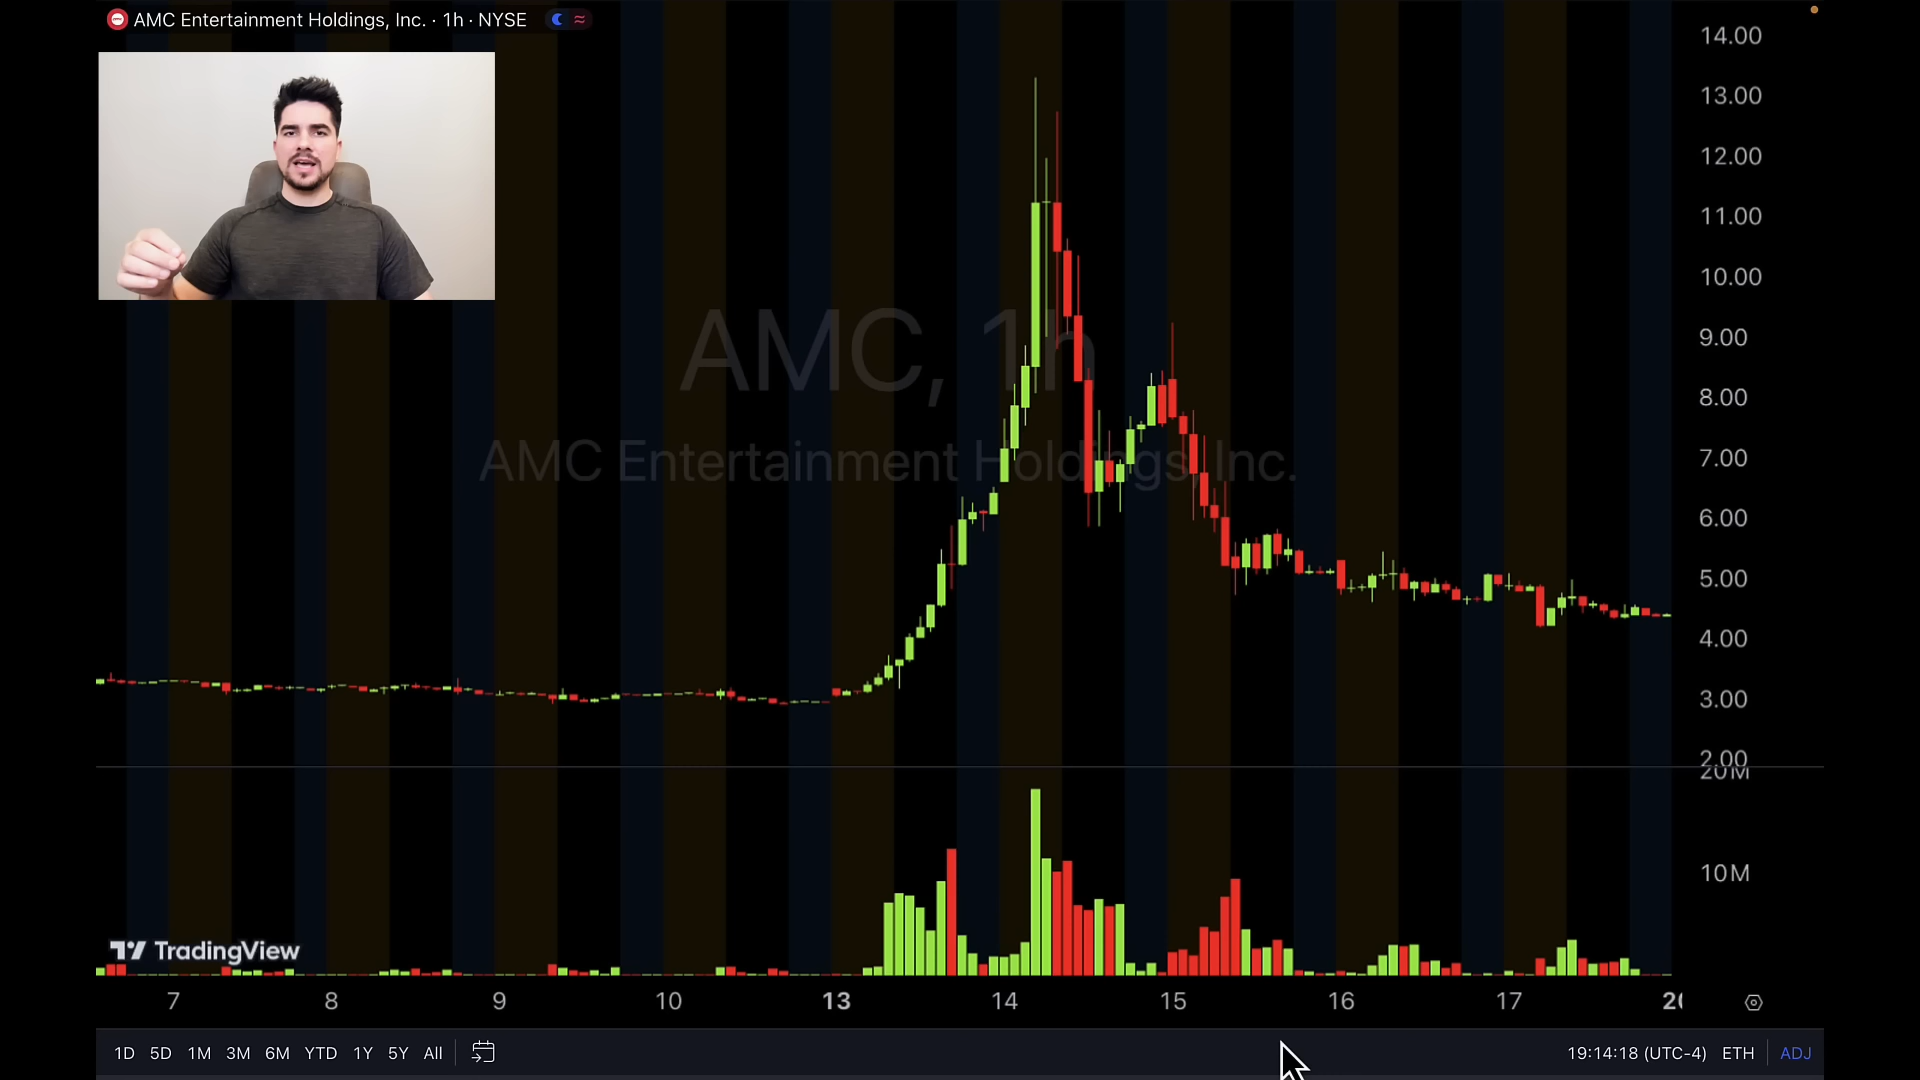 AMC Entertainment Holdings, Inc. · 1h · NYSE
14.00
13.00
12.00
11.00
10.00
9.00
8.00
7.00
6.00
5.00
4.00
3.00
2.00
20M
10M
AMC, 1h
AMC Entertainment Holdings, Inc.
TradingView
7 8 9 10 13 14 15 16 17
1D 5D 1M 3M 6M YTD 1Y 5Y All 19:14:18 (UTC-4) ETH ADJ